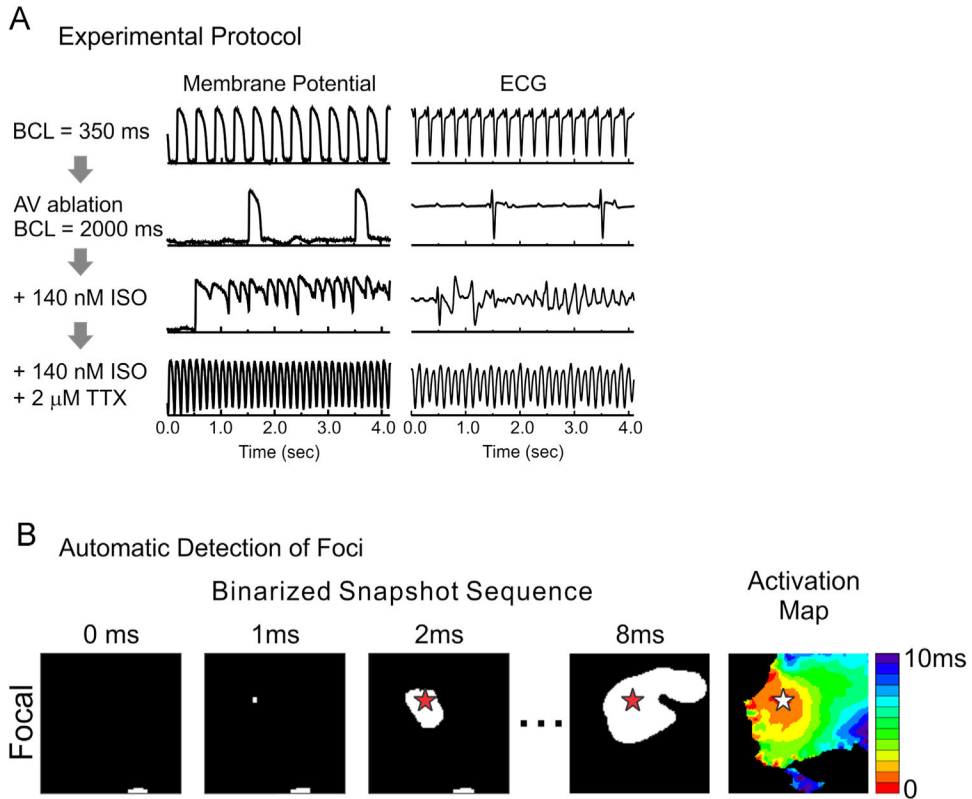 A
Experimental Protocol
Membrane Potential
ECG
BCL = 350 ms
AV ablation
BCL = 2000 ms
+ 140 nM ISO
+ 140 nM ISO
+ 2 μM TTX
0.0 1.0 2.0 3.0 4.0
0.0 1.0 2.0 3.0 4.0
Time (sec)
Time (sec)
B
Automatic Detection of Foci
Binarized Snapshot Sequence
Activation
Map
0 ms
1ms
2ms
8ms
Focal
...
10ms
0